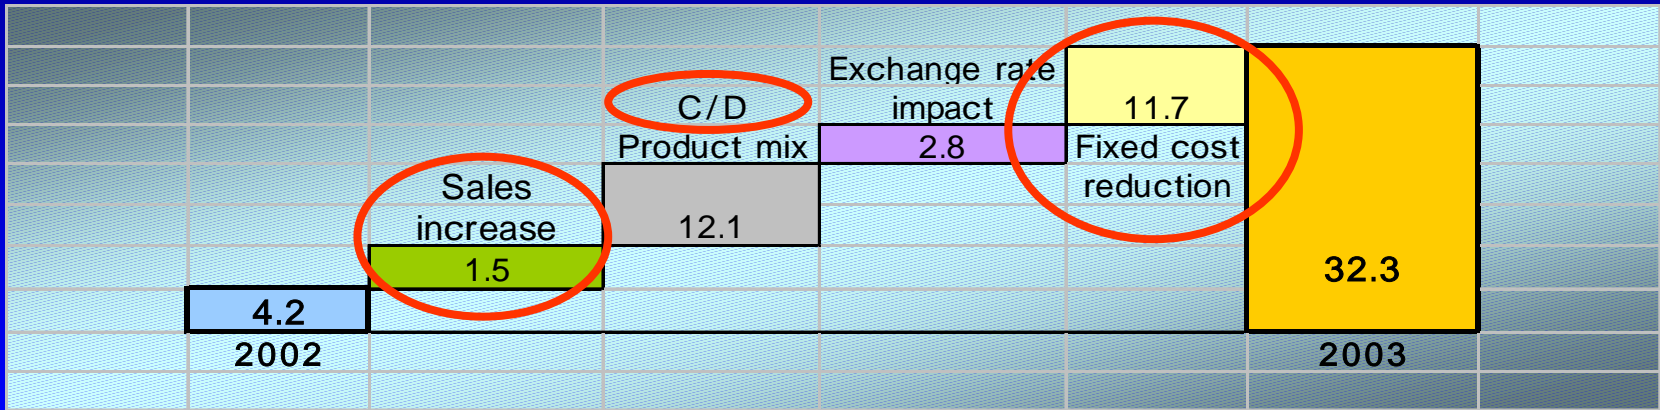 Exchange rate
impact
2.8
C/D
Product mix
12.1
Sales
increase
1.5
4.2
2002
11.7
Fixed cost
reduction
32.3
2003